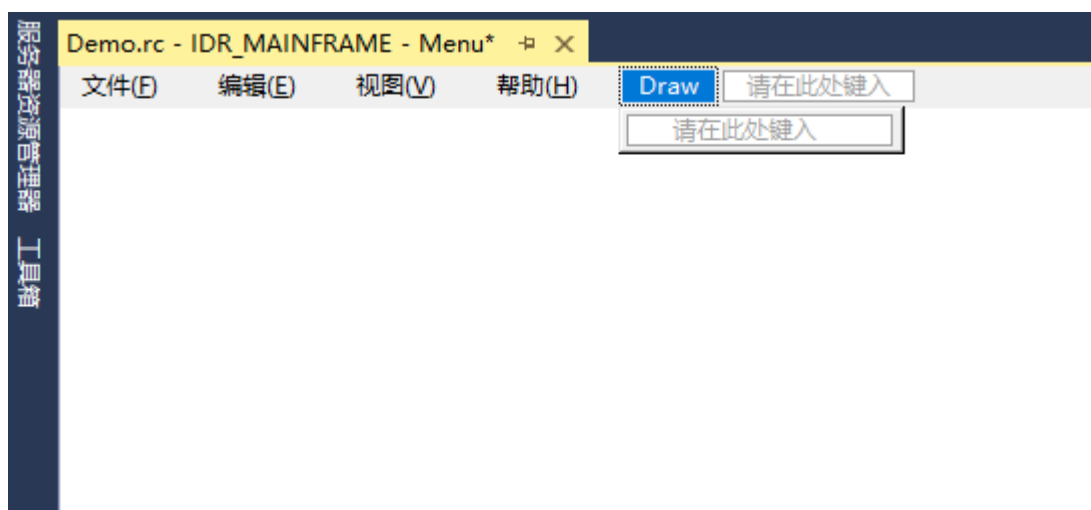 服务器资源管理器
工具箱
Demo.rc - IDR_MAINFRAME - Menu*
文件(F) 编辑(E) 视图(V) 帮助(H) Draw 请在此处键入
请在此处键入